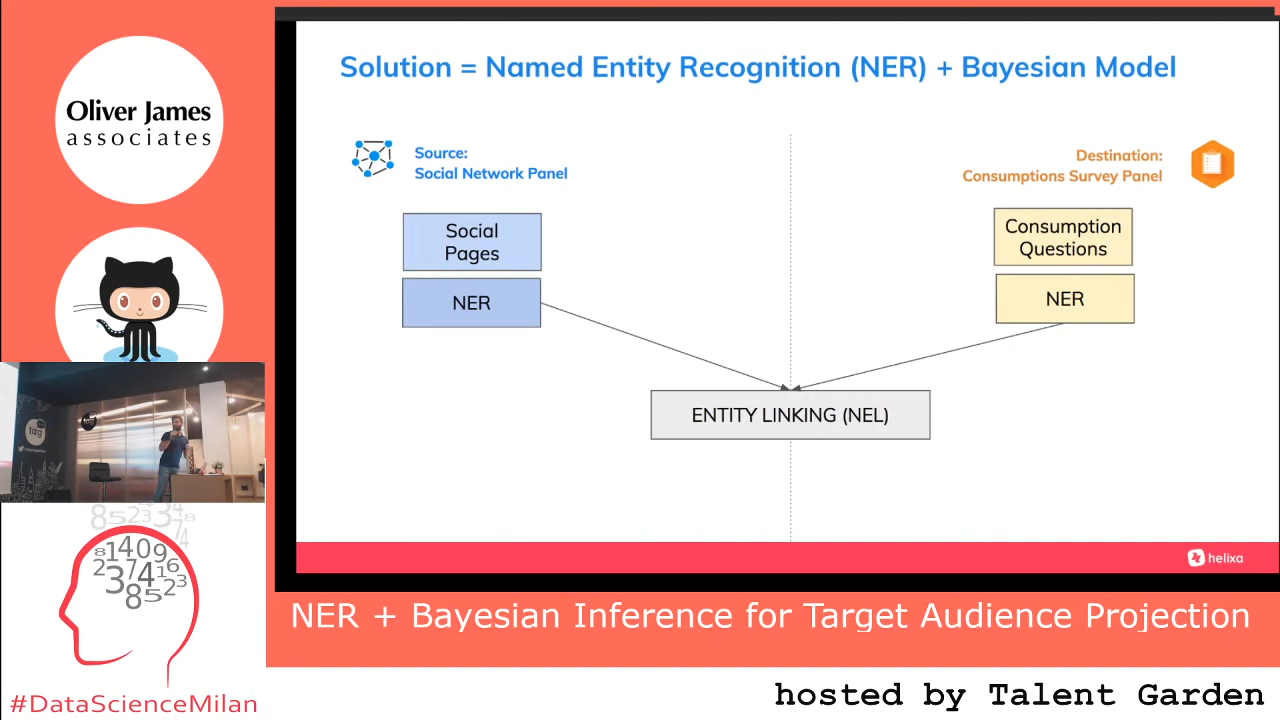 Oliver James
associates
Solution = Named Entity Recognition (NER) + Bayesian Model
Source:
Social Network Panel
Destination:
Consumptions Survey Panel
Social
Pages
NER
Consumption
Questions
NER
ENTITY LINKING (NEL)
helixa
tag
NER + Bayesian Inference for Target Audience Projection
#DataScienceMilan
hosted by Talent Garden